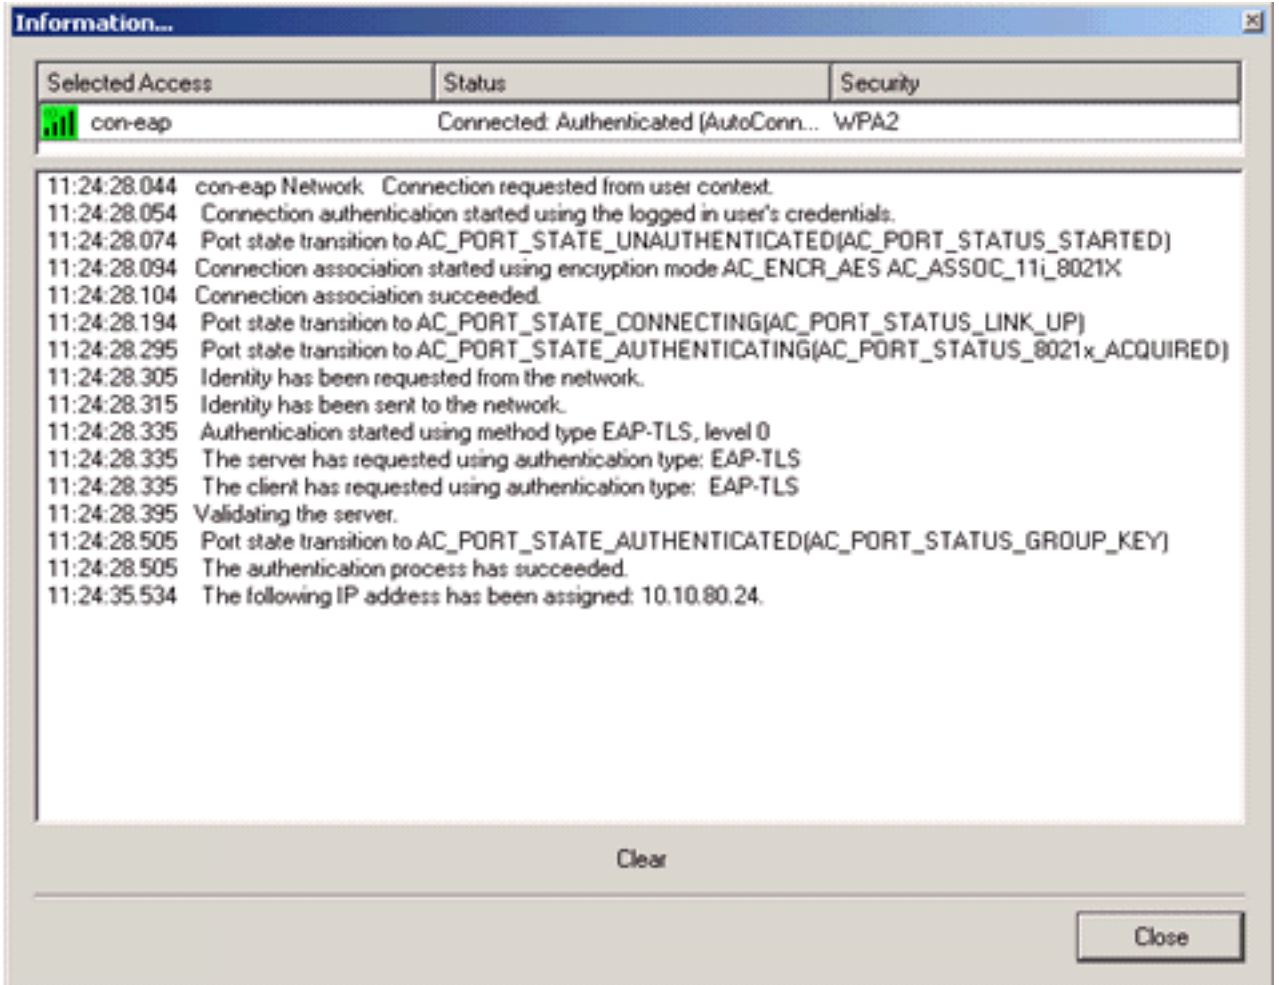 Information...
Selected Access Status Security
con-eap Connected: Authenticated (AutoConn... WPA2
11:24:28.044 con-eap Network Connection requested from user context.
11:24:28.054 Connection authentication started using the logged in user's credentials.
11:24:28.074 Port state transition to AC_PORT_STATE_UNAUTHENTICATED(AC_PORT_STATUS_STARTED)
11:24:28.094 Connection association started using encryption mode AC_ENCR_AES AC_ASSOC_11i_8021X
11:24:28.104 Connection association succeeded.
11:24:28.194 Port state transition to AC_PORT_STATE_CONNECTING(AC_PORT_STATUS_LINK_UP)
11:24:28.295 Port state transition to AC_PORT_STATE_AUTHENTICATING(AC_PORT_STATUS_8021x_ACQUIRED)
11:24:28.305 Identity has been requested from the network.
11:24:28.315 Identity has been sent to the network.
11:24:28.335 Authentication started using method type EAP-TLS, level 0
11:24:28.335 The server has requested using authentication type: EAP-TLS
11:24:28.335 The client has requested using authentication type: EAP-TLS
11:24:28.395 Validating the server.
11:24:28.505 Port state transition to AC_PORT_STATE_AUTHENTICATED(AC_PORT_STATUS_GROUP_KEY)
11:24:28.505 The authentication process has succeeded.
11:24:35.534 The following IP address has been assigned: 10.10.80.24.
Clear
Close